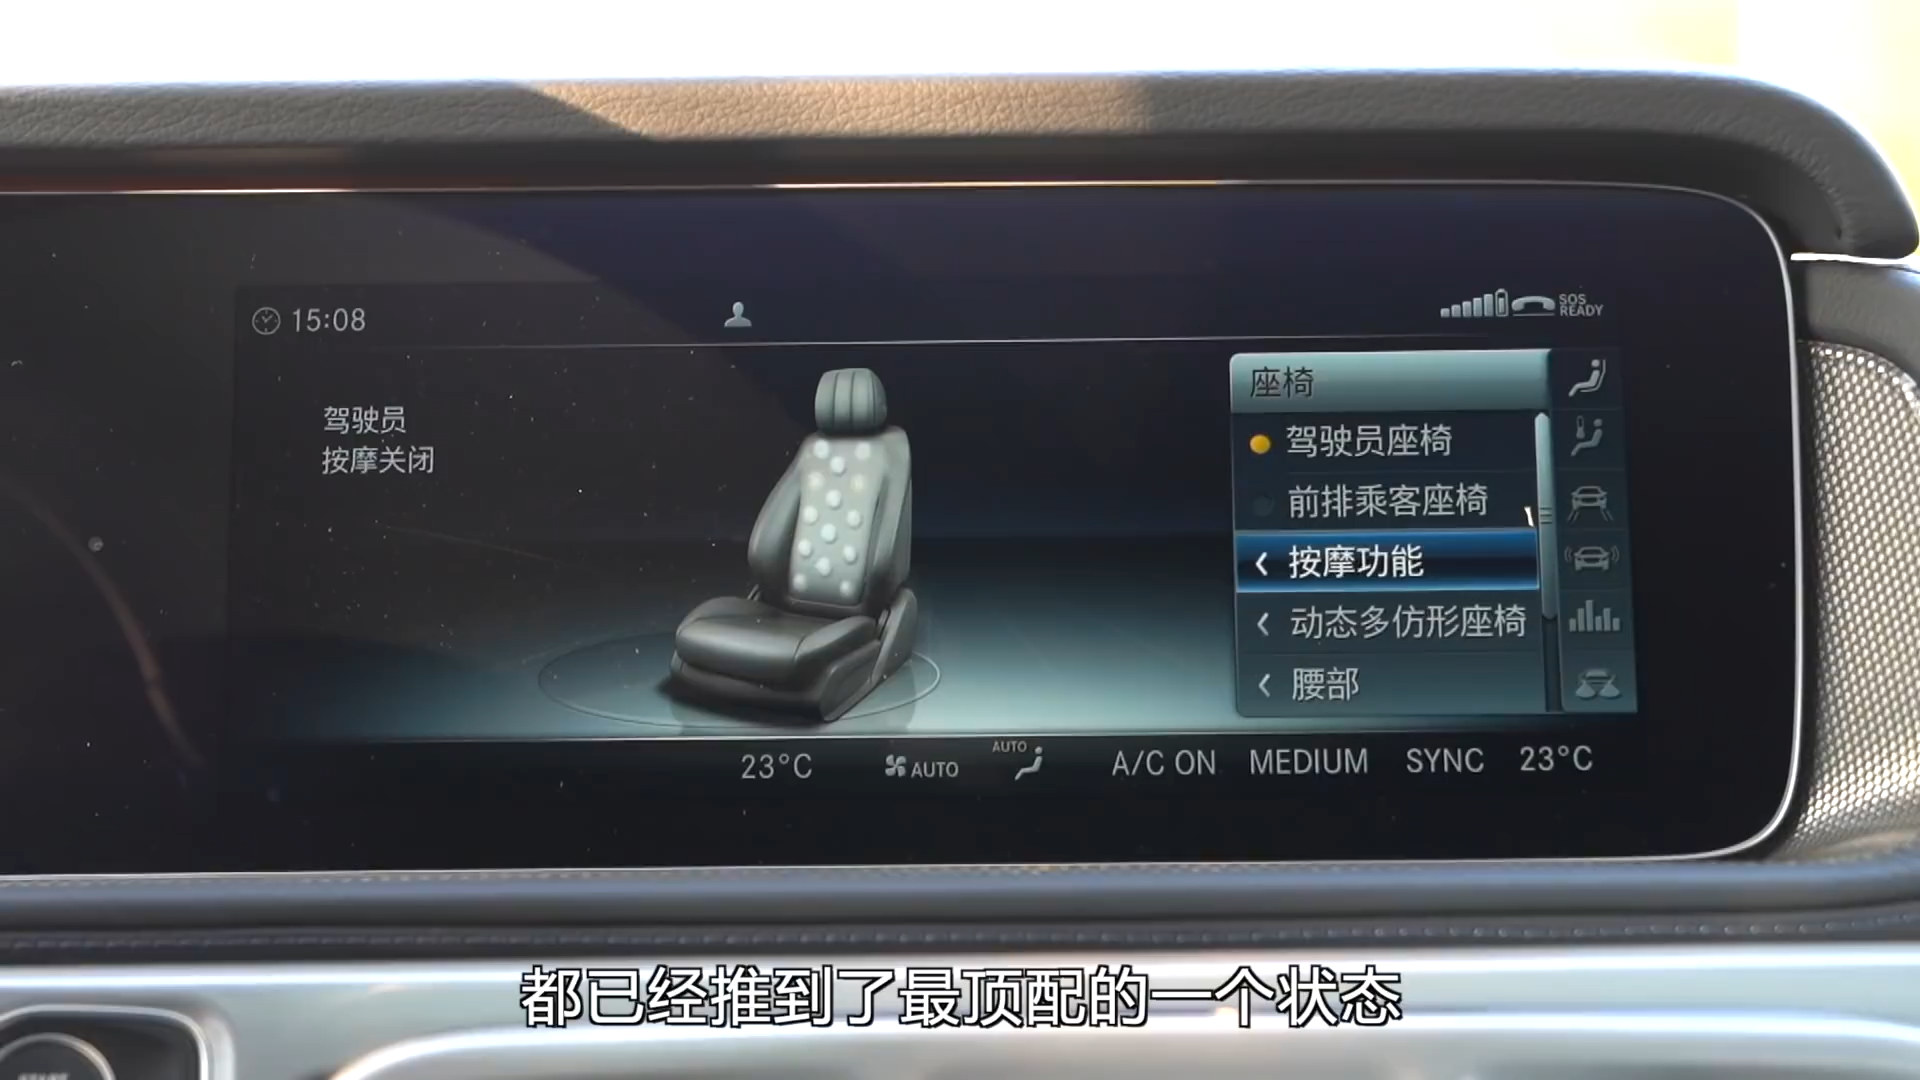 15:08
SOS
READY
驾驶员
按摩关闭
座椅
驾驶员座椅
前排乘客座椅
按摩功能
动态多仿形座椅
腰部
23°C
AUTO
AUTO
A/C ON
MEDIUM
SYNC
23°C
都已经推到了最顶配的一个状态